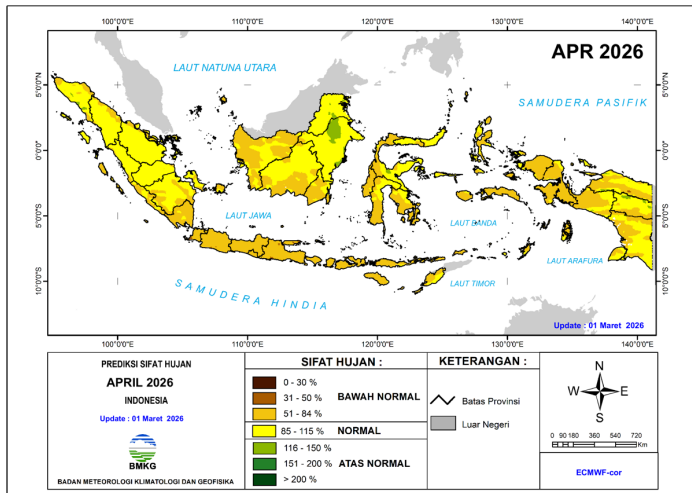 100°0'0"E 110°0'0"E 120°0'0"E 130°0'0"E 140°0'0"E
APR 2026
LAUT NATUNA UTARA
SAMUDERA PASIFIK
5°0'0"N 5°0'0"N
0°0'0" 0°0'0"
5°0'0"S 5°0'0"S
10°0'0"S 10°0'0"S
LAUT JAWA
LAUT BANDA
LAUT ARAFURA
LAUT TIMOR
SAMUDERA HINDIA
Update : 01 Maret 2026
100°0'0"E 110°0'0"E 120°0'0"E 130°0'0"E 140°0'0"E
PREDIKSI SIFAT HUJAN
APRIL 2026
INDONESIA
Update : 01 Maret 2026
BMKG
BADAN METEOROLOGI KLIMATOLOGI DAN GEOFISIKA
SIFAT HUJAN :
0 - 30 %
31 - 50 % BAWAH NORMAL
51 - 84 %
85 - 115 % NORMAL
116 - 150 %
151 - 200 % ATAS NORMAL
> 200 %
KETERANGAN :
Batas Provinsi
Luar Negeri
N
W E
S
0 90 180 360 540 720
Km
ECMWF-cor